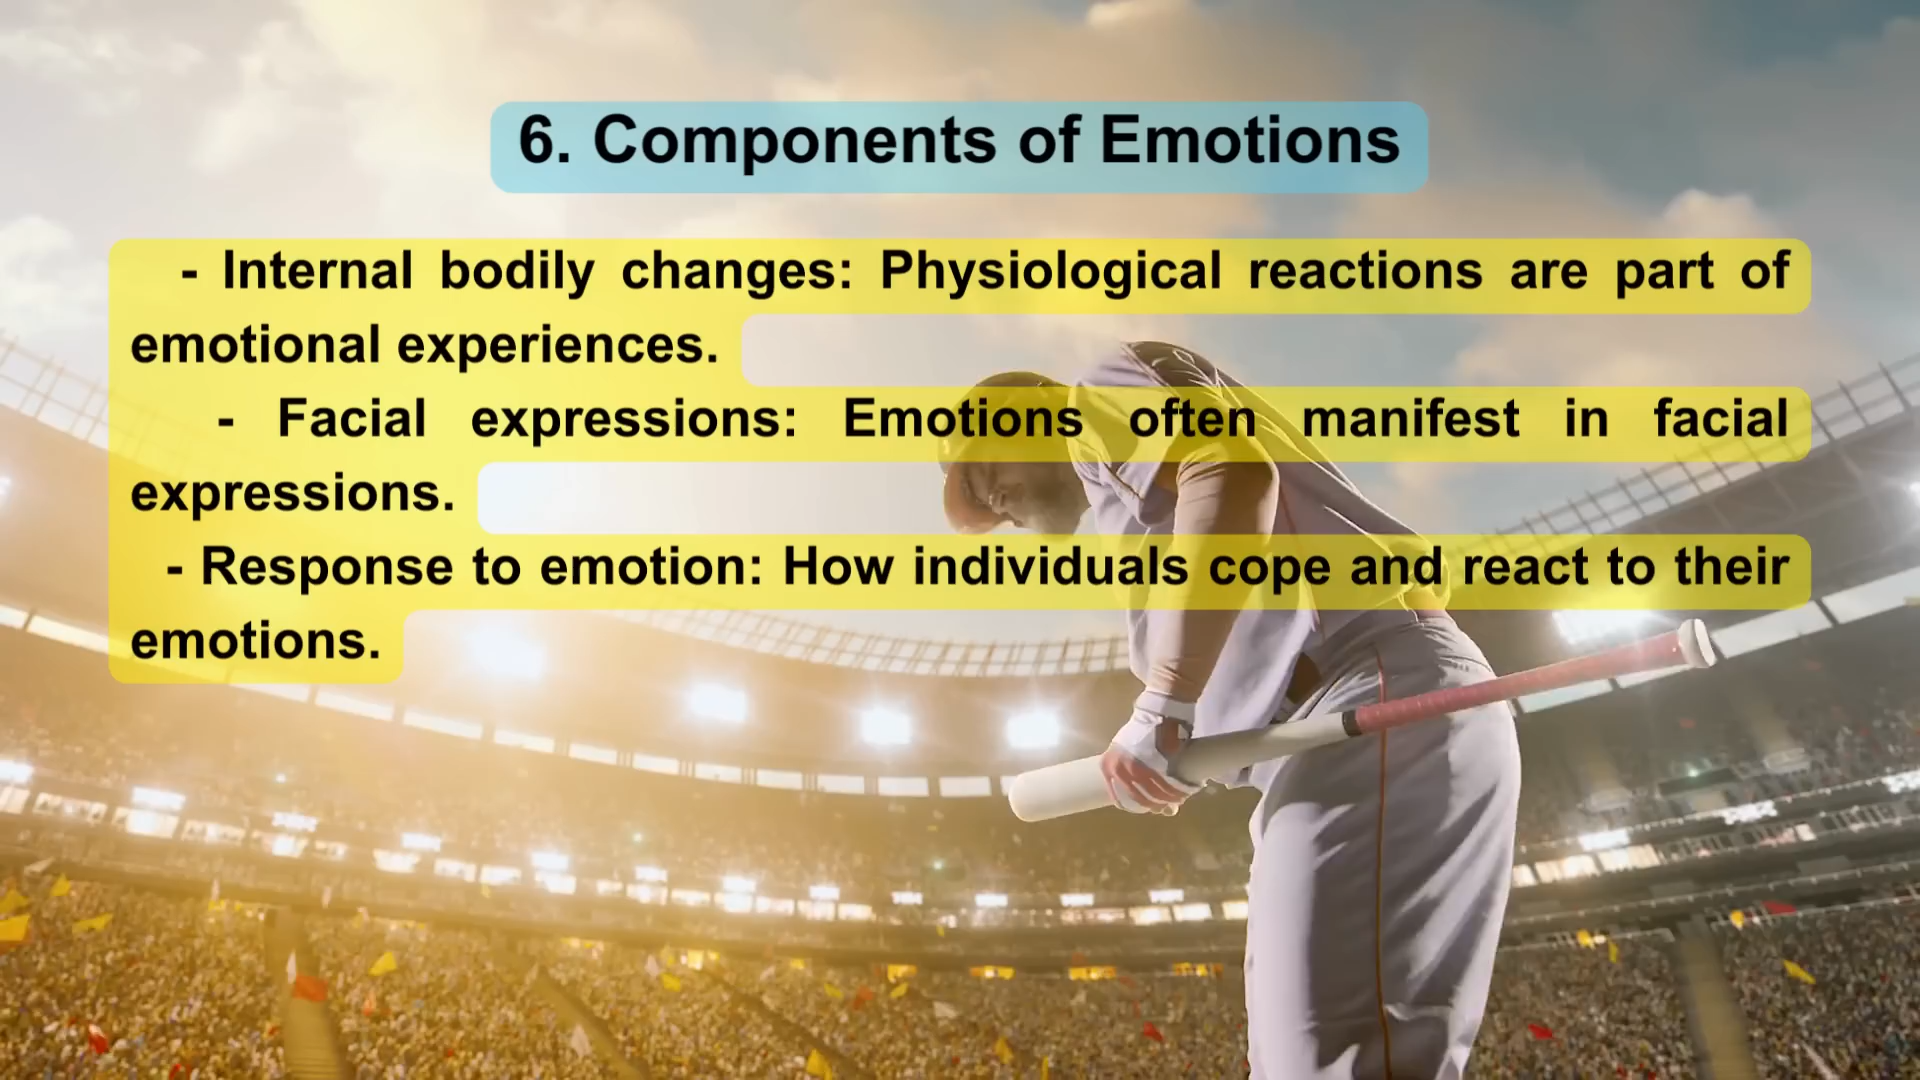 6. Components of Emotions
- Internal bodily changes: Physiological reactions are part of
emotional experiences.
- Facial expressions: Emotions often manifest in facial
expressions.
- Response to emotion: How individuals cope and react to their
emotions.